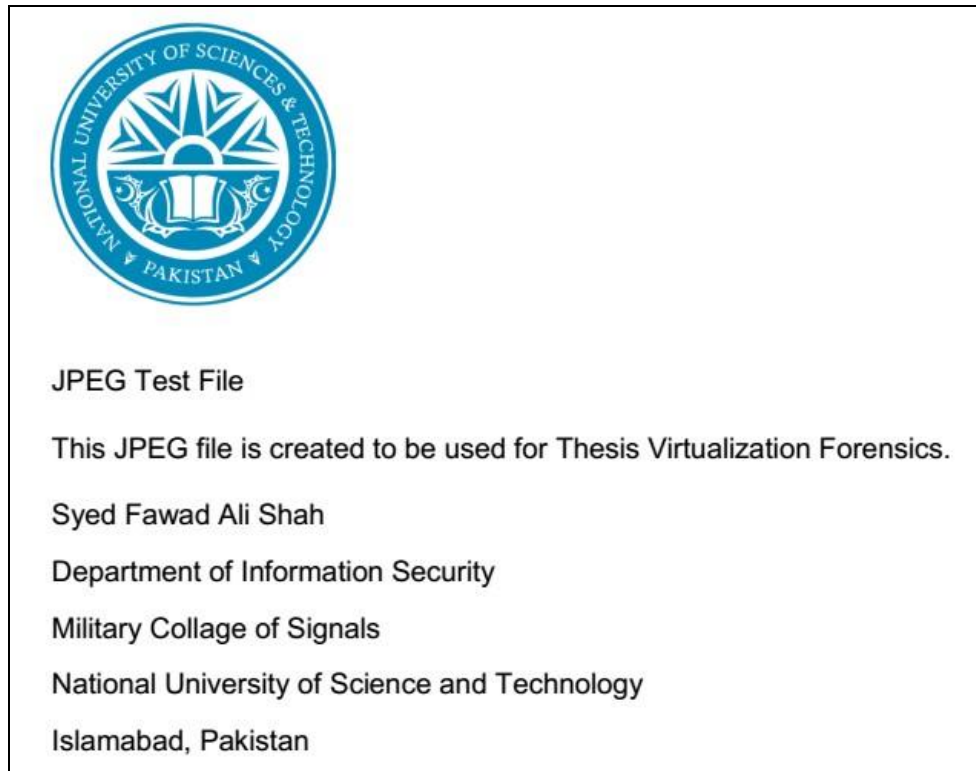 NATIONAL UNIVERSITY OF SCIENCES & TECHNOLOGY
PAKISTAN
JPEG Test File
This JPEG file is created to be used for Thesis Virtualization Forensics.
Syed Fawad Ali Shah
Department of Information Security
Military Collage of Signals
National University of Science and Technology
Islamabad, Pakistan